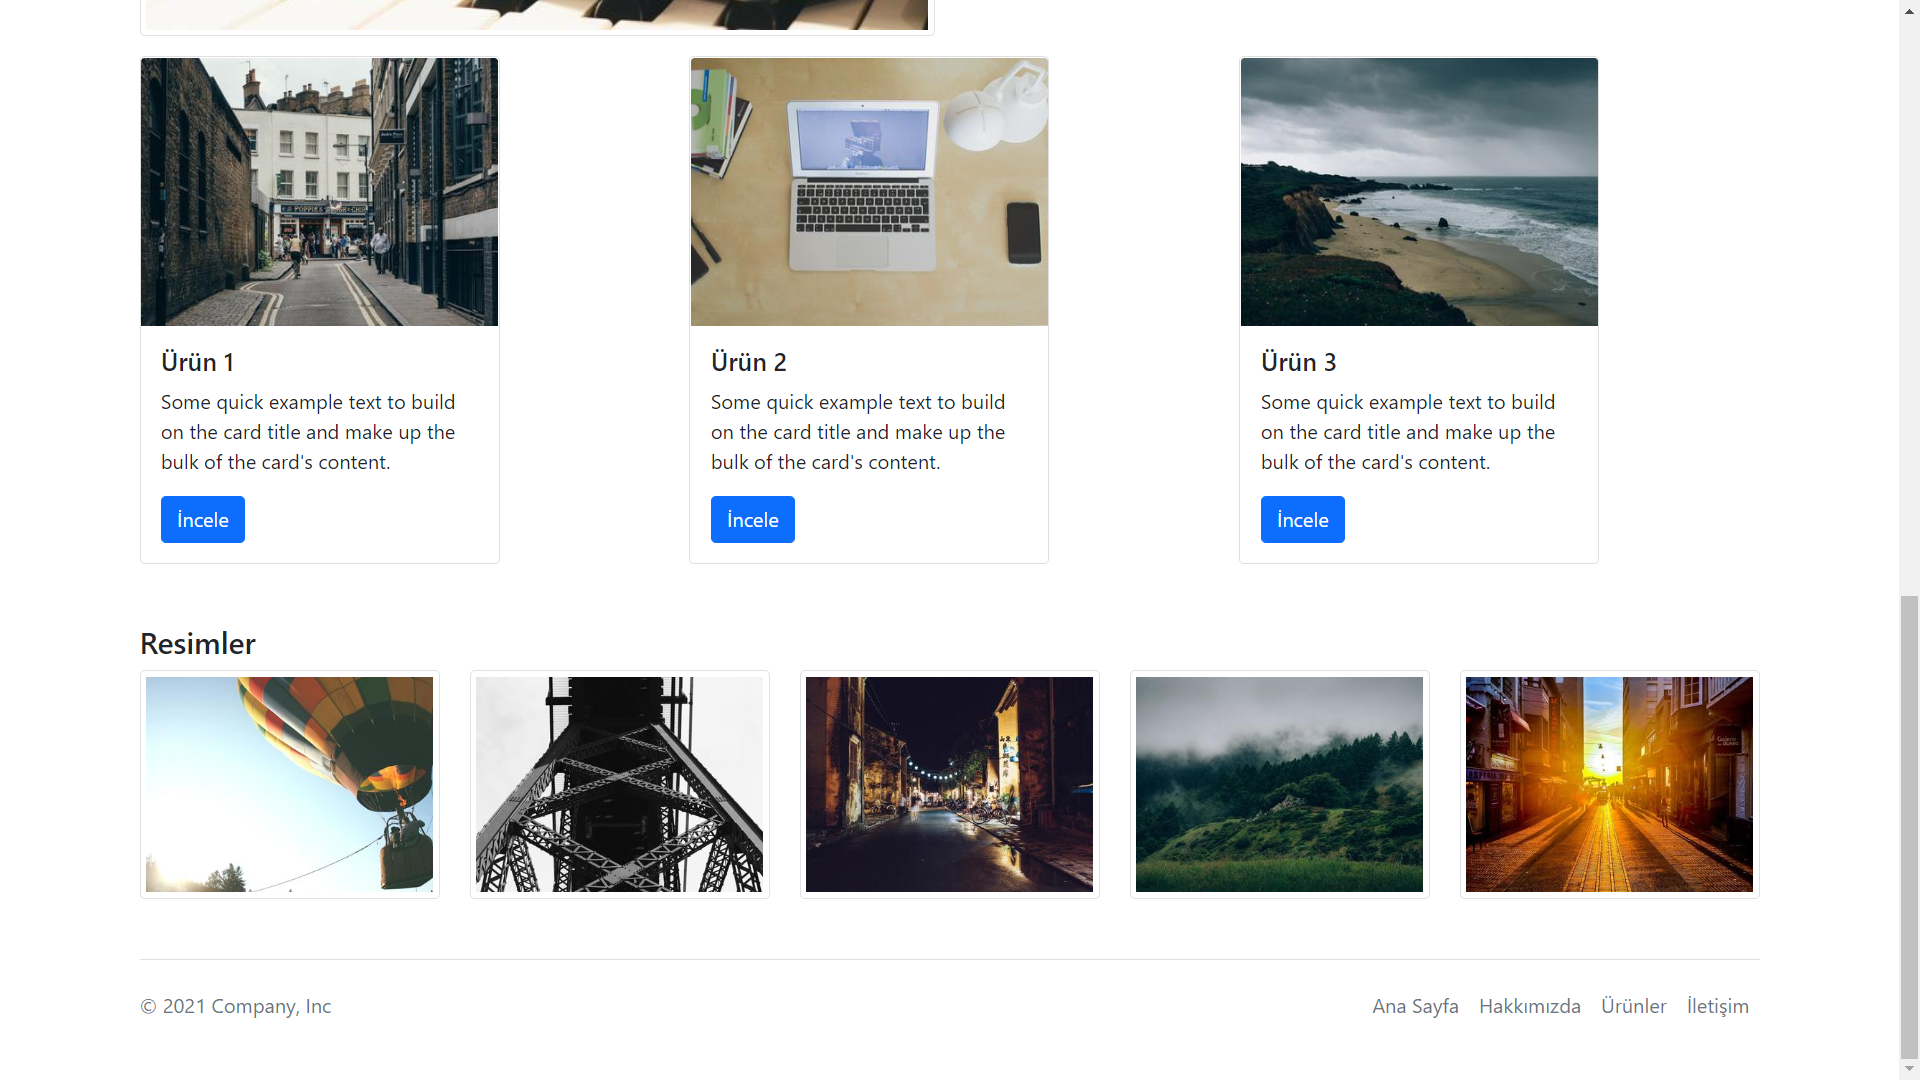 POPPIE'S FISH & CHIPS
Ürün 1
Some quick example text to build
on the card title and make up the
bulk of the card's content.
İncele
Ürün 2
Some quick example text to build
on the card title and make up the
bulk of the card's content.
İncele
Ürün 3
Some quick example text to build
on the card title and make up the
bulk of the card's content.
İncele
Resimler
© 2021 Company, Inc
Ana Sayfa Hakkımızda Ürünler İletişim